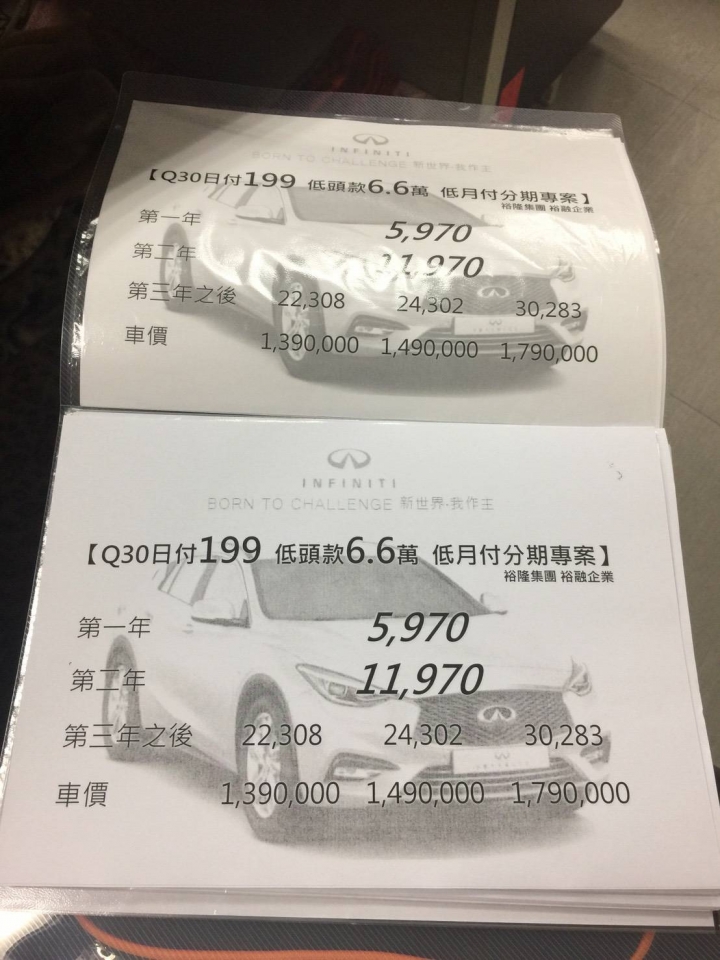 INFINITI
BORN TO CHALLENGE 新世界·我作主
【Q30日付199 低頭款6.6萬 低月付分期專案】
裕隆集團 裕融企業
第一年 5,970
第二年 11,970
第三年之後 22,308 24,302 30,283
車價 1,390,000 1,490,000 1,790,000
INFINITI
BORN TO CHALLENGE 新世界·我作主
【Q30日付199 低頭款6.6萬 低月付分期專案】
裕隆集團 裕融企業
第一年 5,970
第二年 11,970
第三年之後 22,308 24,302 30,283
車價 1,390,000 1,490,000 1,790,000